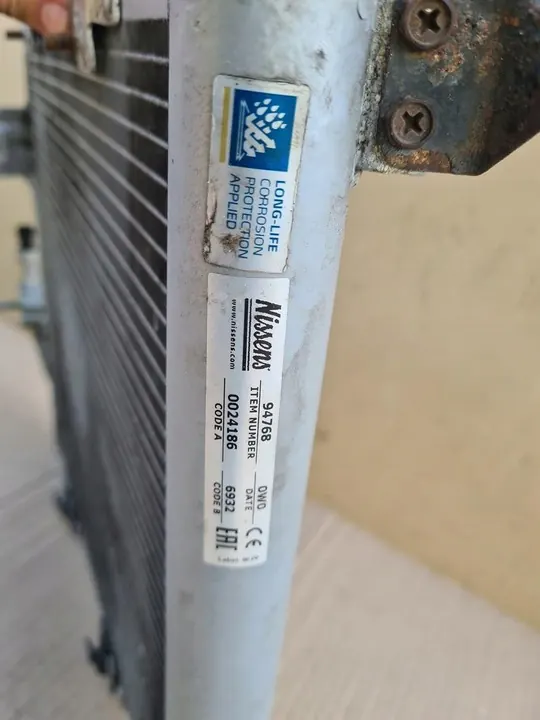 LONG-LIFE
CORROSION
PROTECTION
APPLIED
Nissens
www.nissens.com
94768
ITEM NUMBER
0024186
CODE A
DWD
DATE
6932
CODE B
CE
EAC